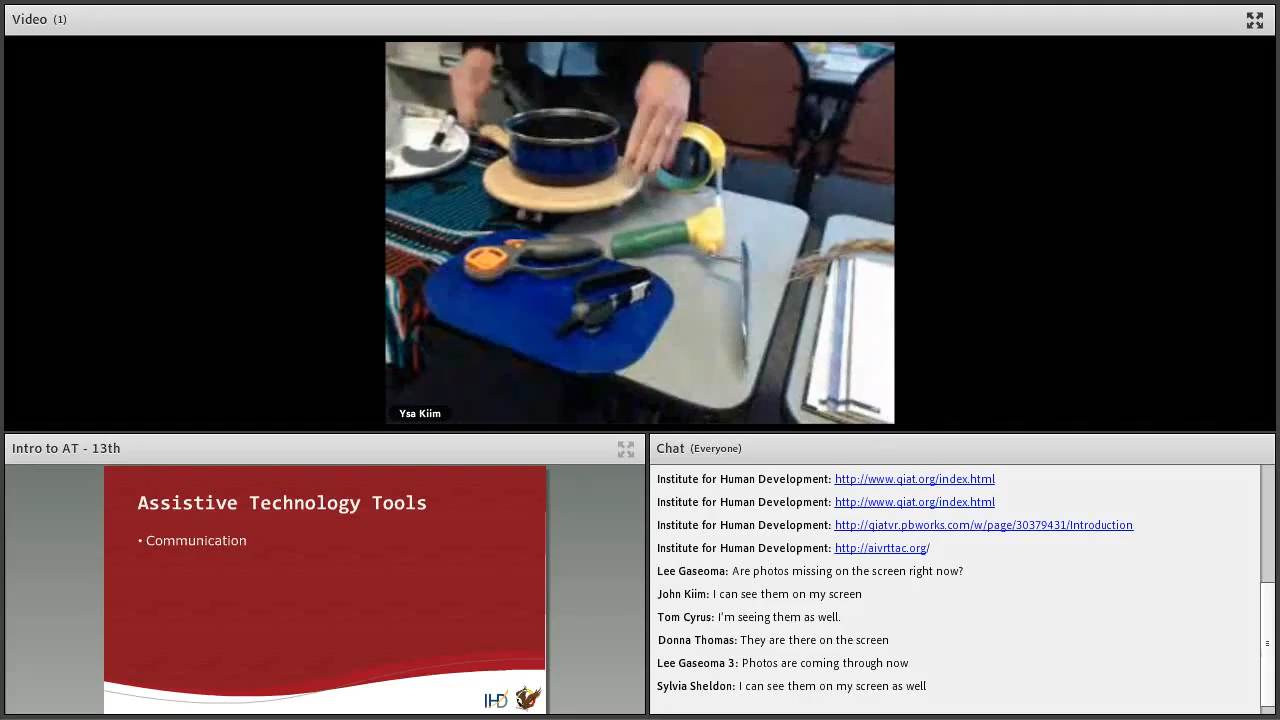 Video (1)
Ysa Kiim
Intro to AT - 13th
Assistive Technology Tools
• Communication
IHD
Chat (Everyone)
Institute for Human Development: http://www.qiat.org/index.html
Institute for Human Development: http://www.qiat.org/index.html
Institute for Human Development: http://qiatvr.pbworks.com/w/page/30379431/Introduction
Institute for Human Development: http://aivrttac.org/
Lee Gaseoma: Are photos missing on the screen right now?
John Kiim: I can see them on my screen
Tom Cyrus: I'm seeing them as well.
Donna Thomas: They are there on the screen
Lee Gaseoma 3: Photos are coming through now
Sylvia Sheldon: I can see them on my screen as well